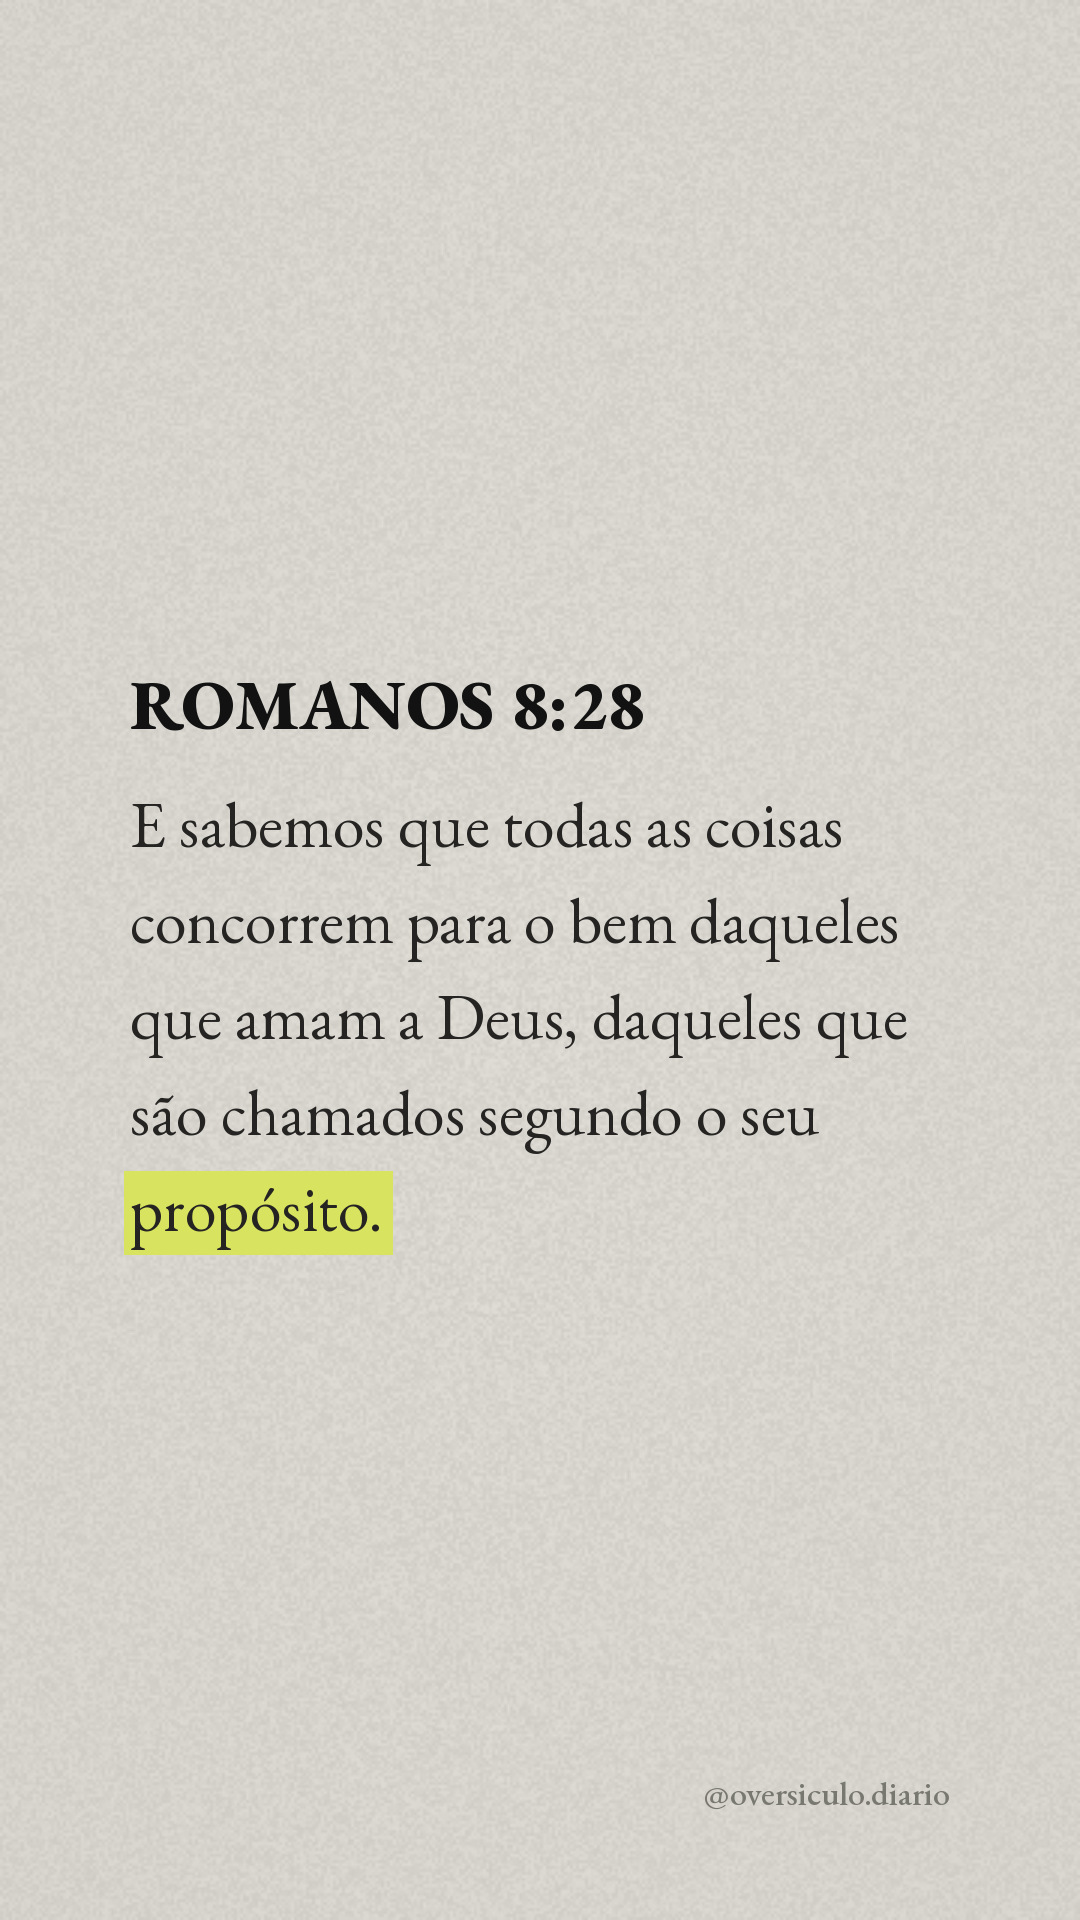 ROMANOS 8:28
E sabemos que todas as coisas
concorrem para o bem daqueles
que amam a Deus, daqueles que
são chamados segundo o seu
propósito.
@oversiculo.diario